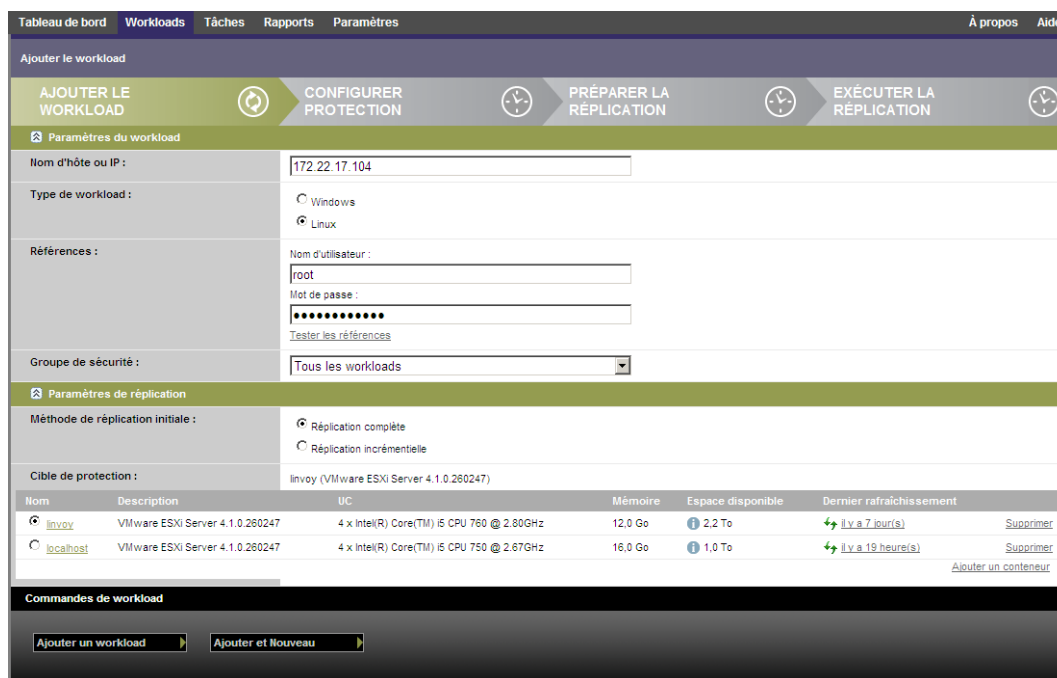 Tableau de bord Workloads Tâches Rapports Paramètres À propos Aide
Ajouter le workload
AJOUTER LE WORKLOAD
CONFIGURER PROTECTION
PRÉPARER LA RÉPLICATION
EXÉCUTER LA RÉPLICATION
Paramètres du workload
Nom d'hôte ou IP : 172.22.17.104
Type de workload : Windows
Linux
Références : Nom d'utilisateur :
root
Mot de passe :
●●●●●●●●●●●●
Tester les références
Groupe de sécurité : Tous les workloads
Paramètres de réplication
Méthode de réplication initiale : Réplication complète
Réplication incrémentielle
Cible de protection : linvoy (VMware ESXi Server 4.1.0.260247)
Nom Description UC Mémoire Espace disponible Dernier rafraîchissement
linvoy VMware ESXi Server 4.1.0.260247 4 x Intel(R) Core(TM) i5 CPU 760 @ 2.80GHz 12,0 Go 2,2 To il y a 7 jour(s) Supprimer
localhost VMware ESXi Server 4.1.0.260247 4 x Intel(R) Core(TM) i5 CPU 750 @ 2.67GHz 16,0 Go 1,0 To il y a 19 heure(s) Supprimer
Ajouter un conteneur
Commandes de workload
Ajouter un workload Ajouter et Nouveau